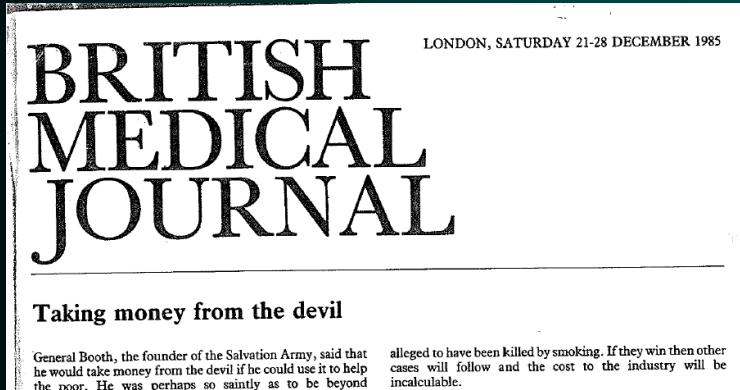 BRITISH
MEDICAL
JOURNAL
LONDON, SATURDAY 21-28 DECEMBER 1985
Taking money from the devil
General Booth, the founder of the Salvation Army, said that
he would take money from the devil if he could use it to help
the poor. He was perhaps so saintly as to be beyond
alleged to have been killed by smoking. If they win then other
cases will follow and the cost to the industry will be
incalculable.